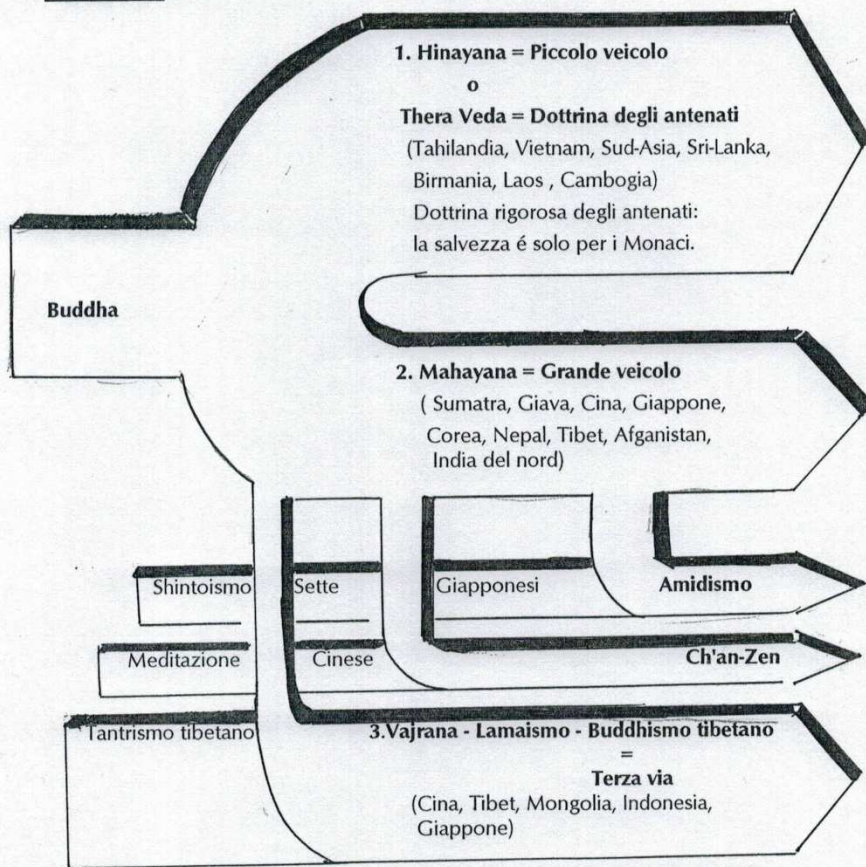 1. Hinayana = Piccolo veicolo
o
Thera Veda = Dottrina degli antenati
(Tahilandia, Vietnam, Sud-Asia, Sri-Lanka,
Birmania, Laos , Cambogia)
Dottrina rigorosa degli antenati:
la salvezza é solo per i Monaci.
Buddha
2. Mahayana = Grande veicolo
( Sumatra, Giava, Cina, Giappone,
Corea, Nepal, Tibet, Afganistan,
India del nord)
Shintoismo Sette Giapponesi Amidismo
Meditazione Cinese Ch'an-Zen
Tantrismo tibetano 3.Vajrana - Lamaismo - Buddhismo tibetano
=
Terza via
(Cina, Tibet, Mongolia, Indonesia,
Giappone)